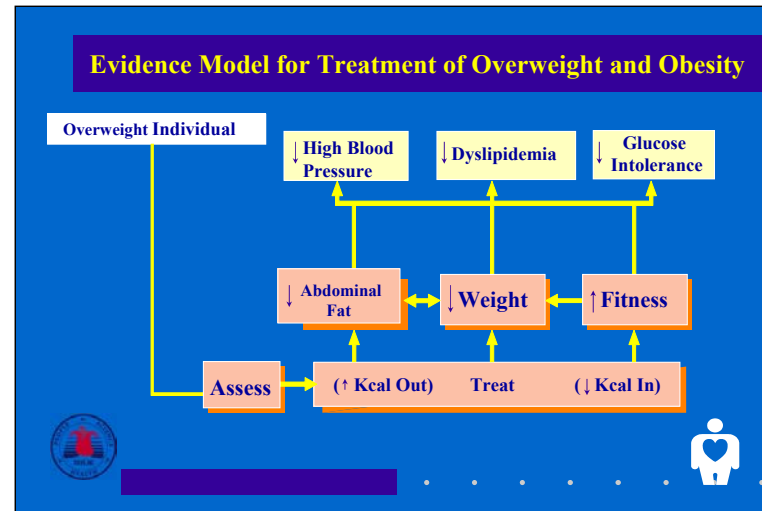 Evidence Model for Treatment of Overweight and Obesity
Overweight Individual
↓ High Blood
Pressure
↓ Dyslipidemia
↓ Glucose
Intolerance
↓ Abdominal
Fat
↓ Weight
↑ Fitness
Assess
(↑ Kcal Out) Treat (↓ Kcal In)